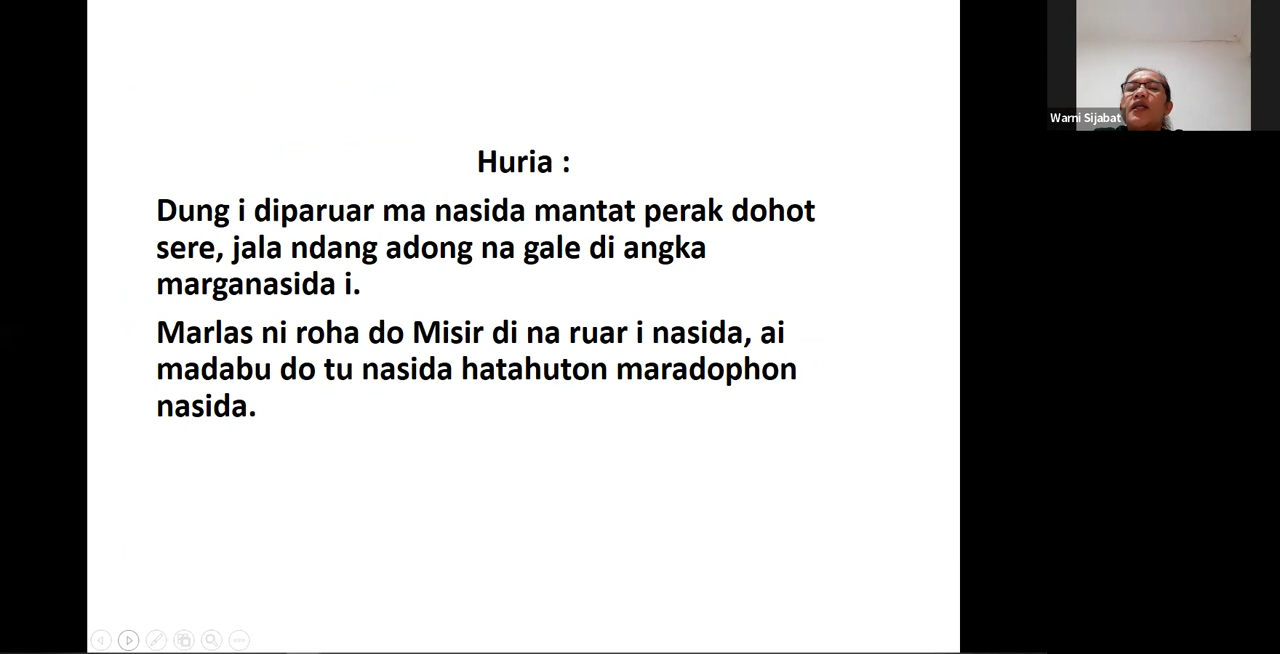 Huria :
Dung i diparuar ma nasida mantat perak dohot
sere, jala ndang adong na gale di angka
marganasida i.
Marlas ni roha do Misir di na ruar i nasida, ai
madabu do tu nasida hatahuton maradophon
nasida.
Warni Sijabat